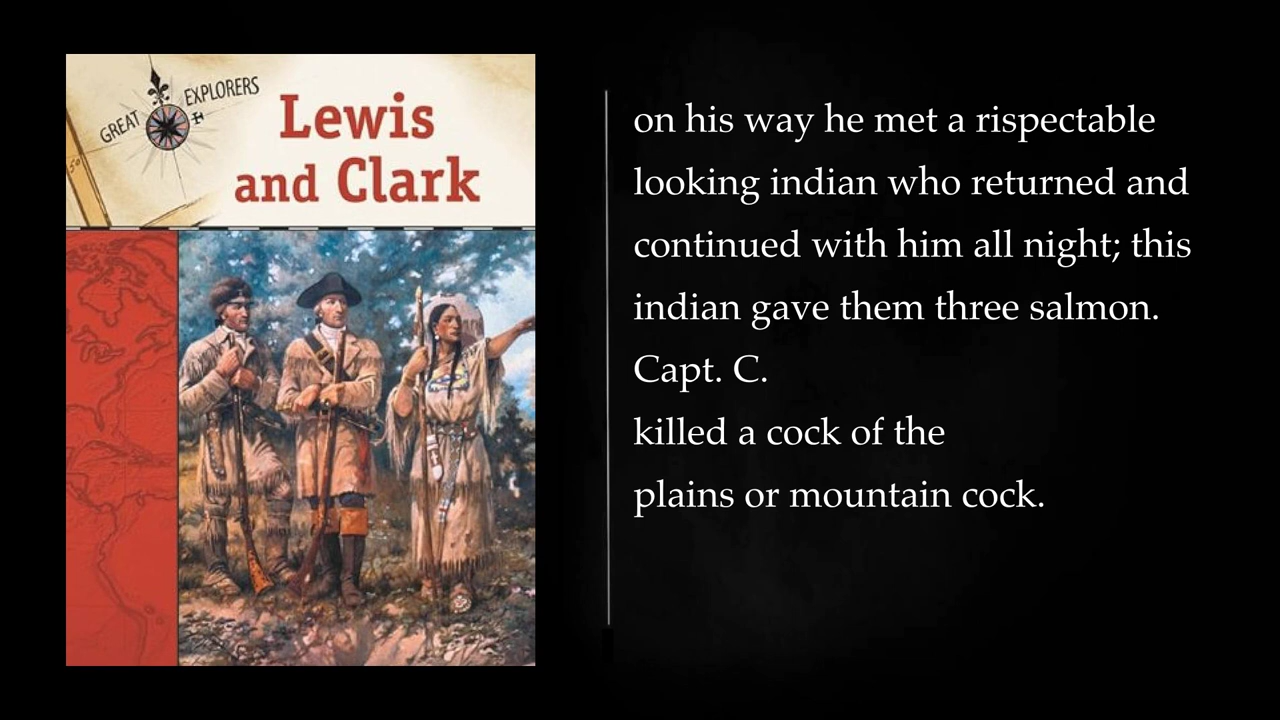 GREAT EXPLORERS
Lewis
and Clark
50
on his way he met a rispectable
looking indian who returned and
continued with him all night; this
indian gave them three salmon.
Capt. C.
killed a cock of the
plains or mountain cock.